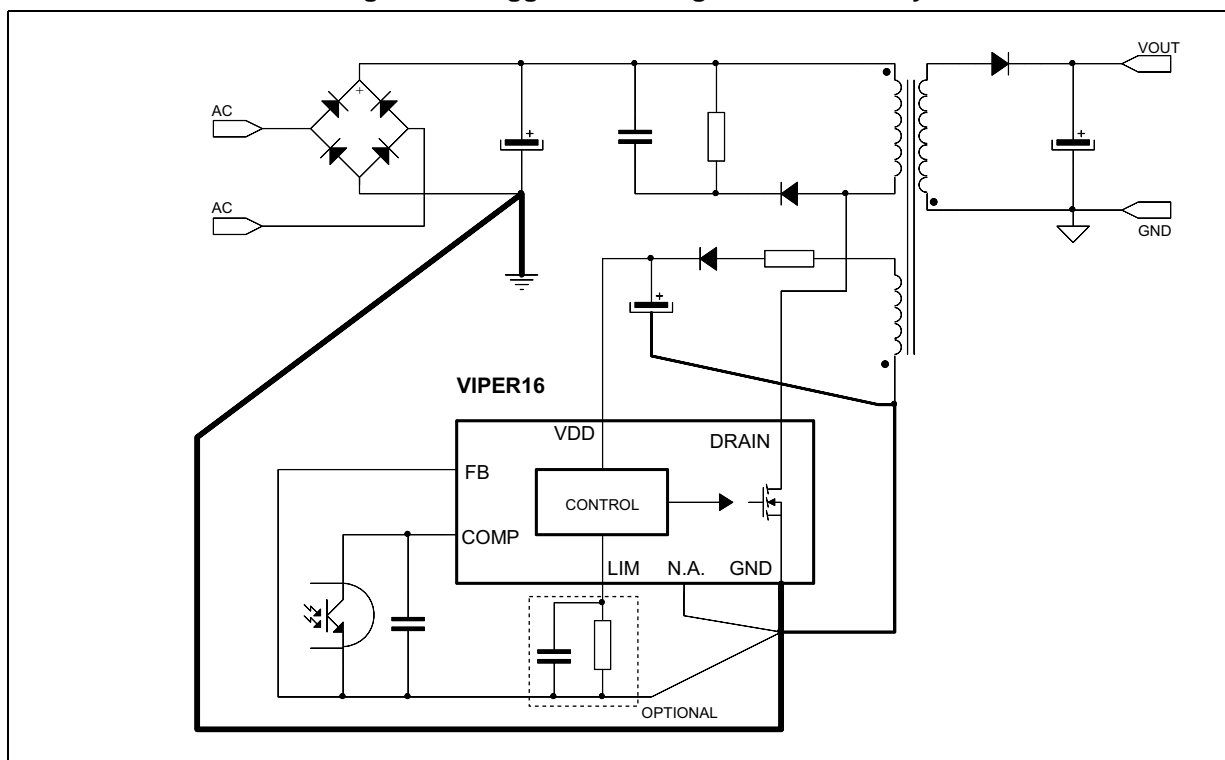 VOUT
AC
AC
GND
VIPER16
VDD
DRAIN
FB
CONTROL
COMP
LIM
N.A.
GND
OPTIONAL